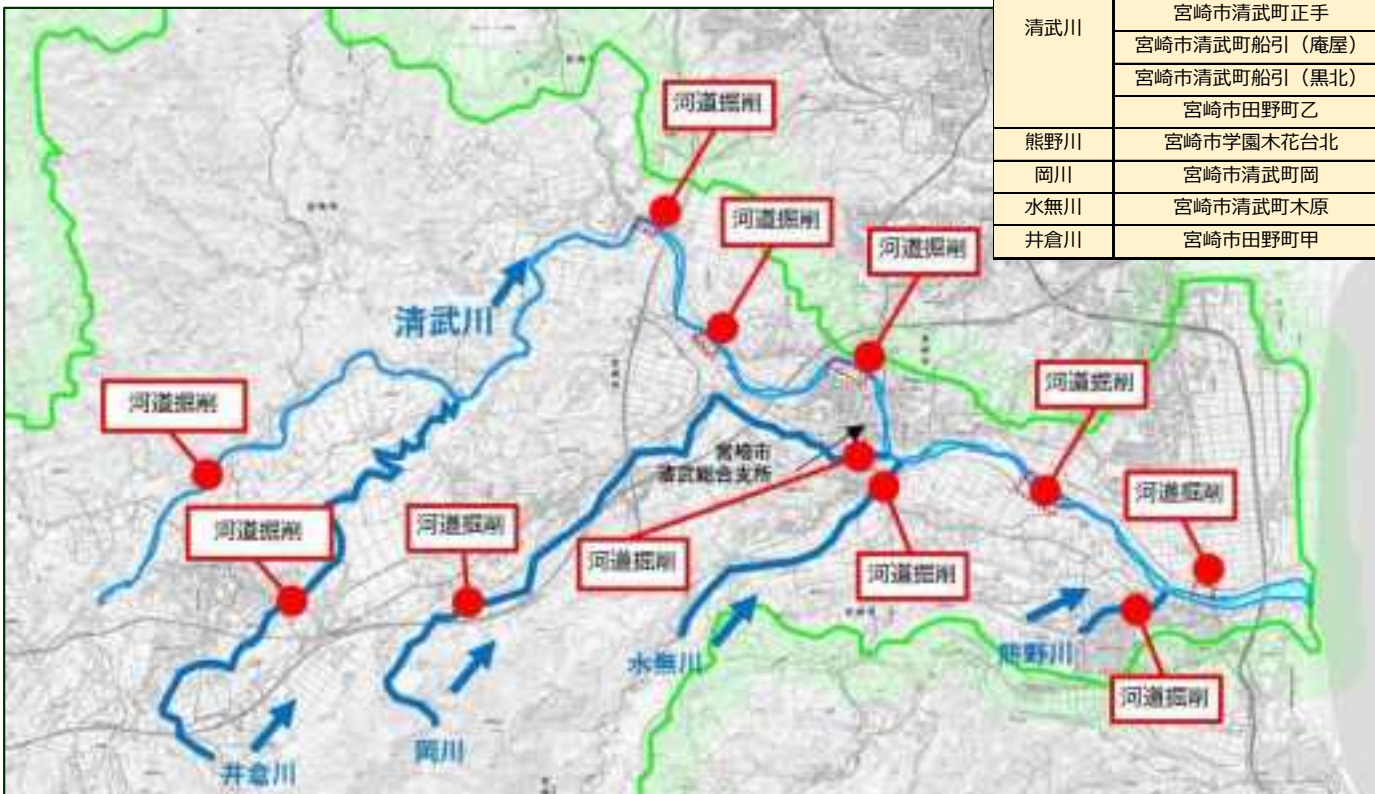 清武川
宮崎市清武町正手
宮崎市清武町船引（庵屋）
宮崎市清武町船引（黒北）
宮崎市田野町乙
熊野川
宮崎市学園木花台北
岡川
宮崎市清武町岡
水無川
宮崎市清武町木原
井倉川
宮崎市田野町甲
河道掘削
河道掘削
河道掘削
清武川
河道掘削
河道掘削
宮崎市
清武総合支所
河道掘削
河道掘削
河道掘削
河道掘削
河道掘削
水無川
熊野川
河道掘削
岡川
井倉川